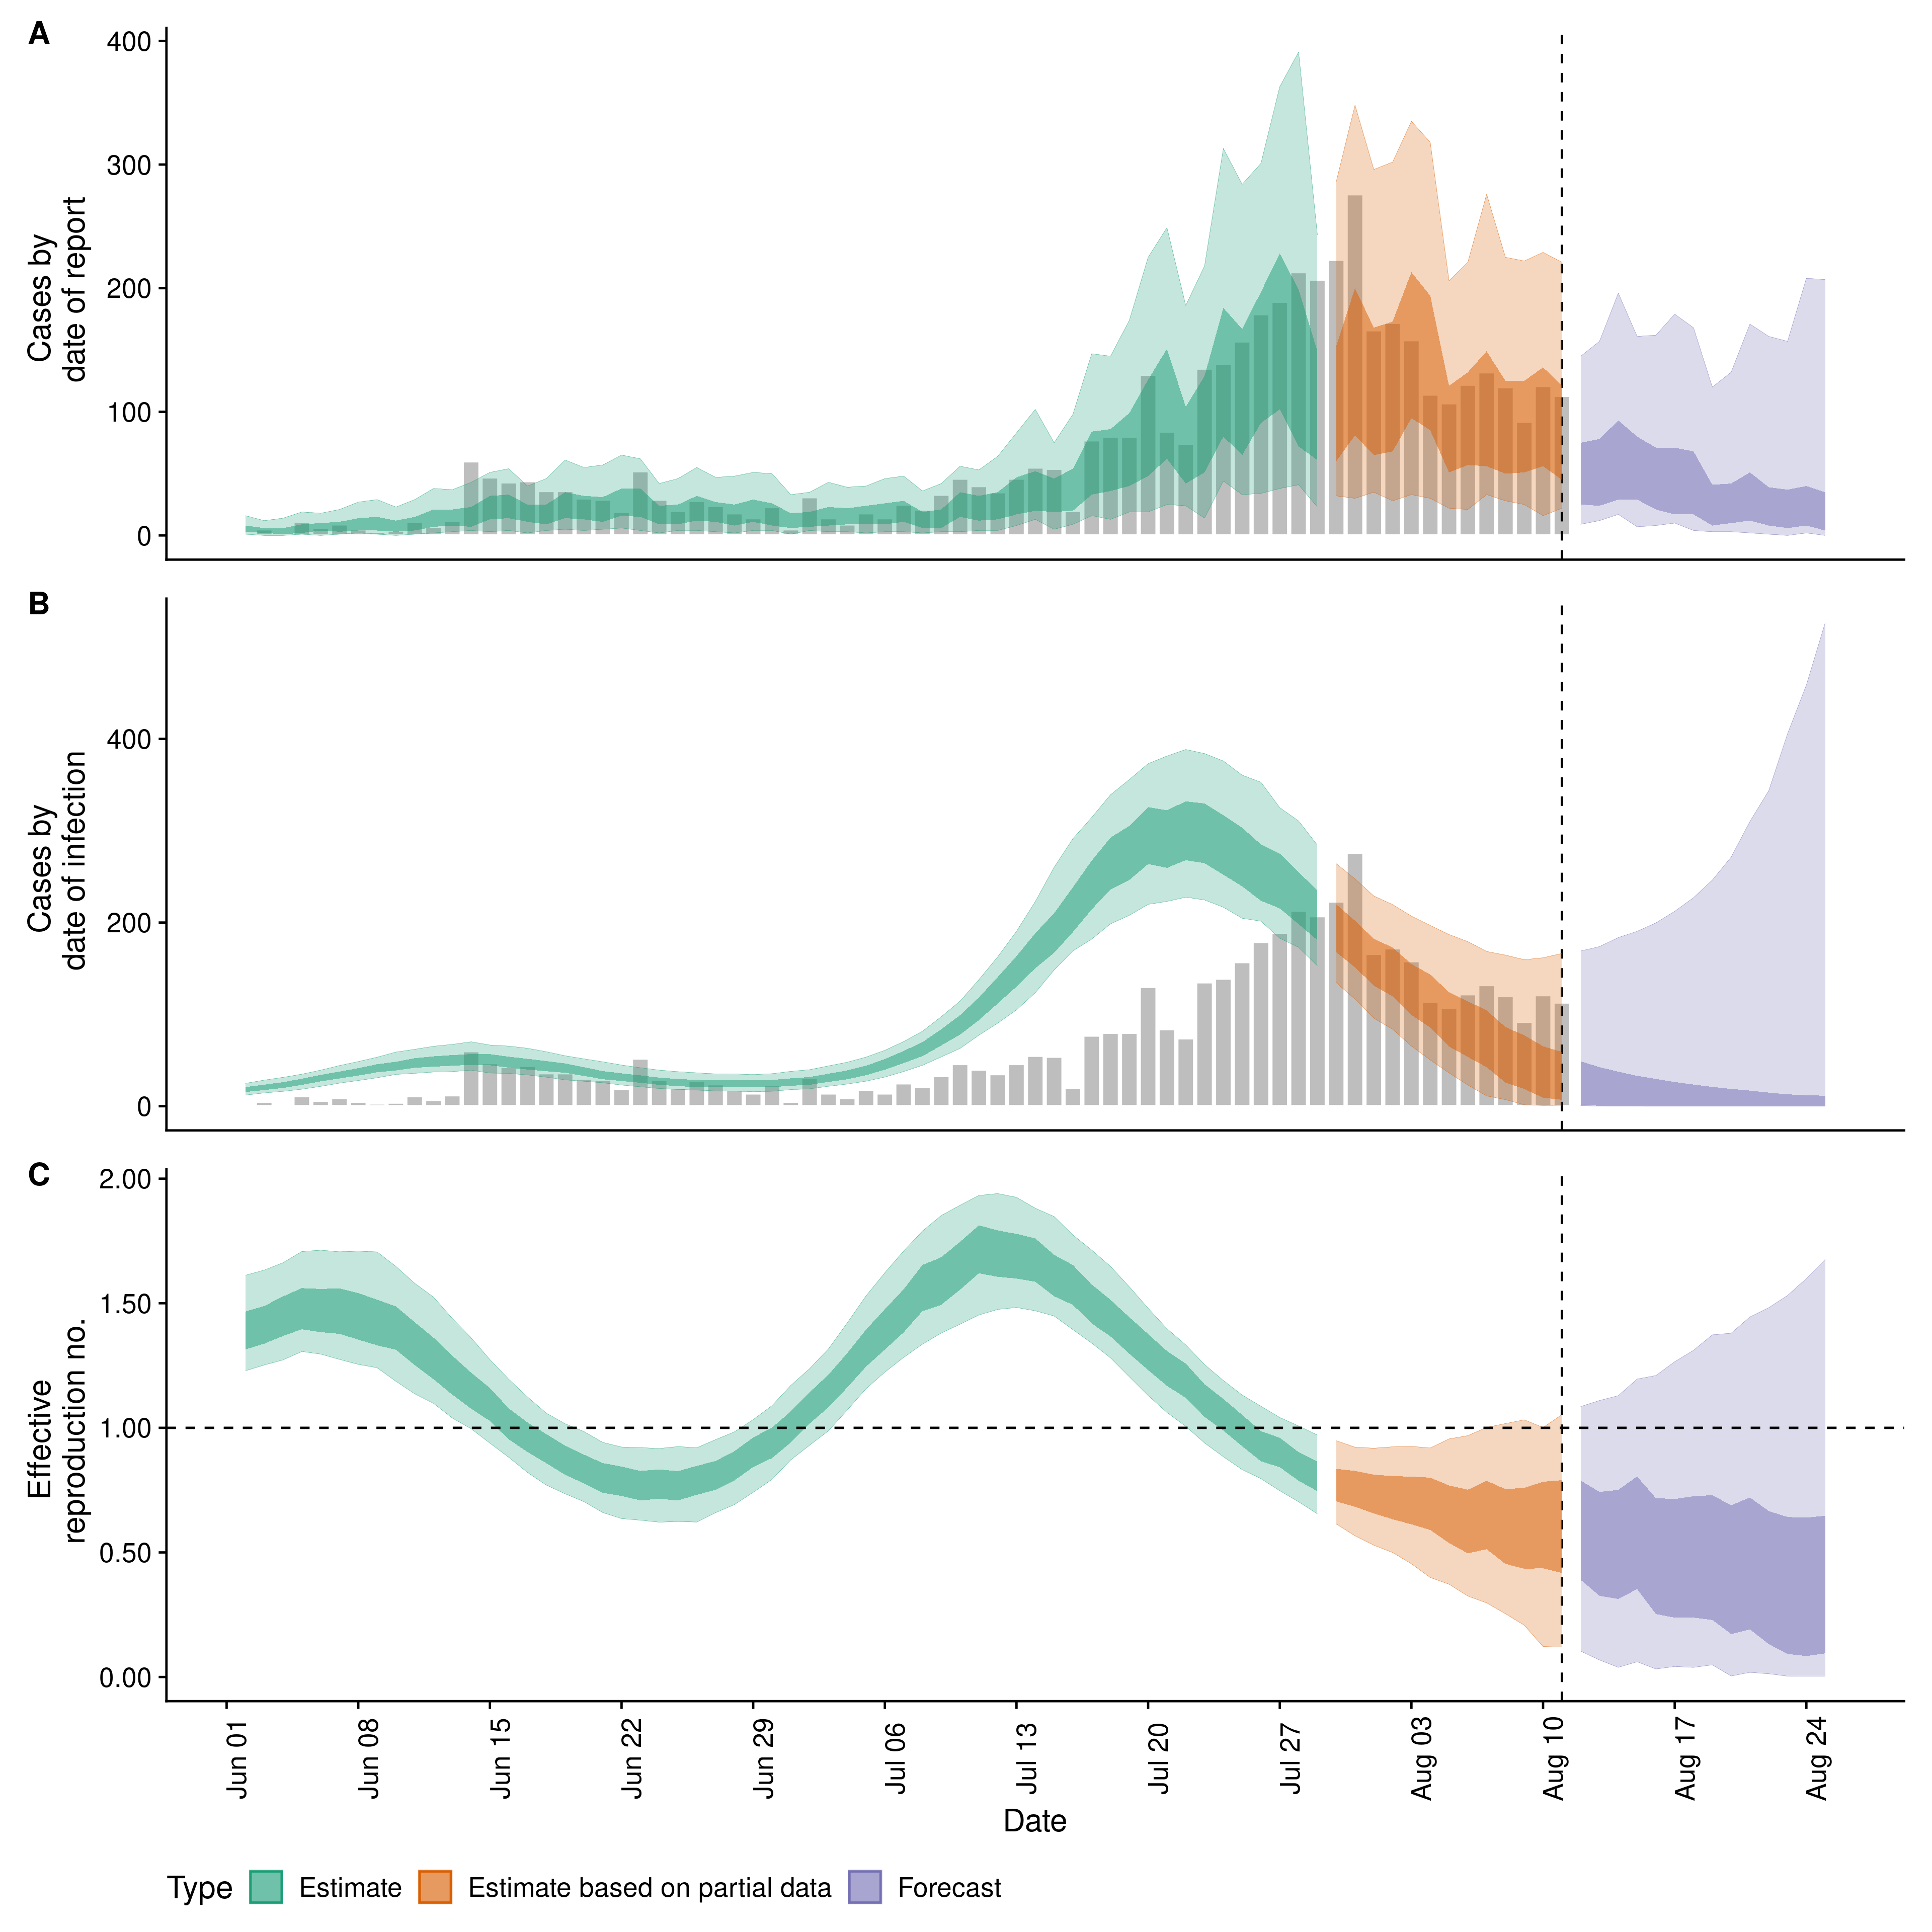 A
400
300
200
100
0
Cases by
date of report
B
400
200
0
Cases by
date of infection
C
2.00
1.50
1.00
0.50
0.00
Effective
reproduction no.
Jun 01
Jun 08
Jun 15
Jun 22
Jun 29
Jul 06
Jul 13
Jul 20
Jul 27
Aug 03
Aug 10
Aug 17
Aug 24
Date
Type Estimate Estimate based on partial data Forecast